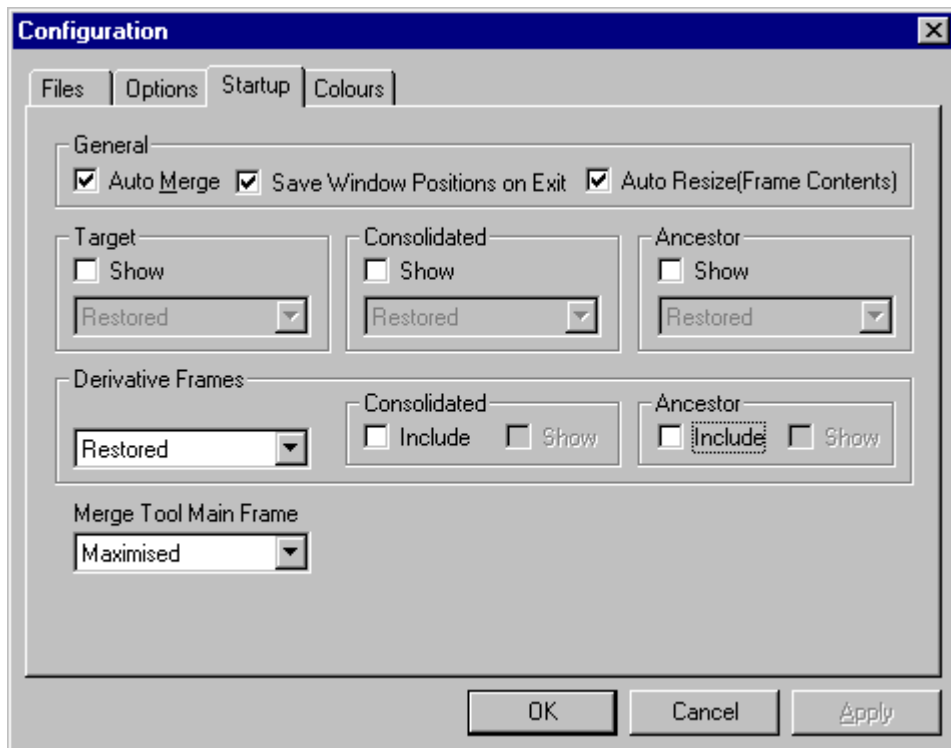 Configuration
Files Options Startup Colours
General
Auto Merge Save Window Positions on Exit Auto Resize(Frame Contents)
Target Consolidated Ancestor
Show Show Show
Restored Restored Restored
Derivative Frames
Consolidated Ancestor
Restored Include Show Include Show
Merge Tool Main Frame
Maximised
OK Cancel Apply